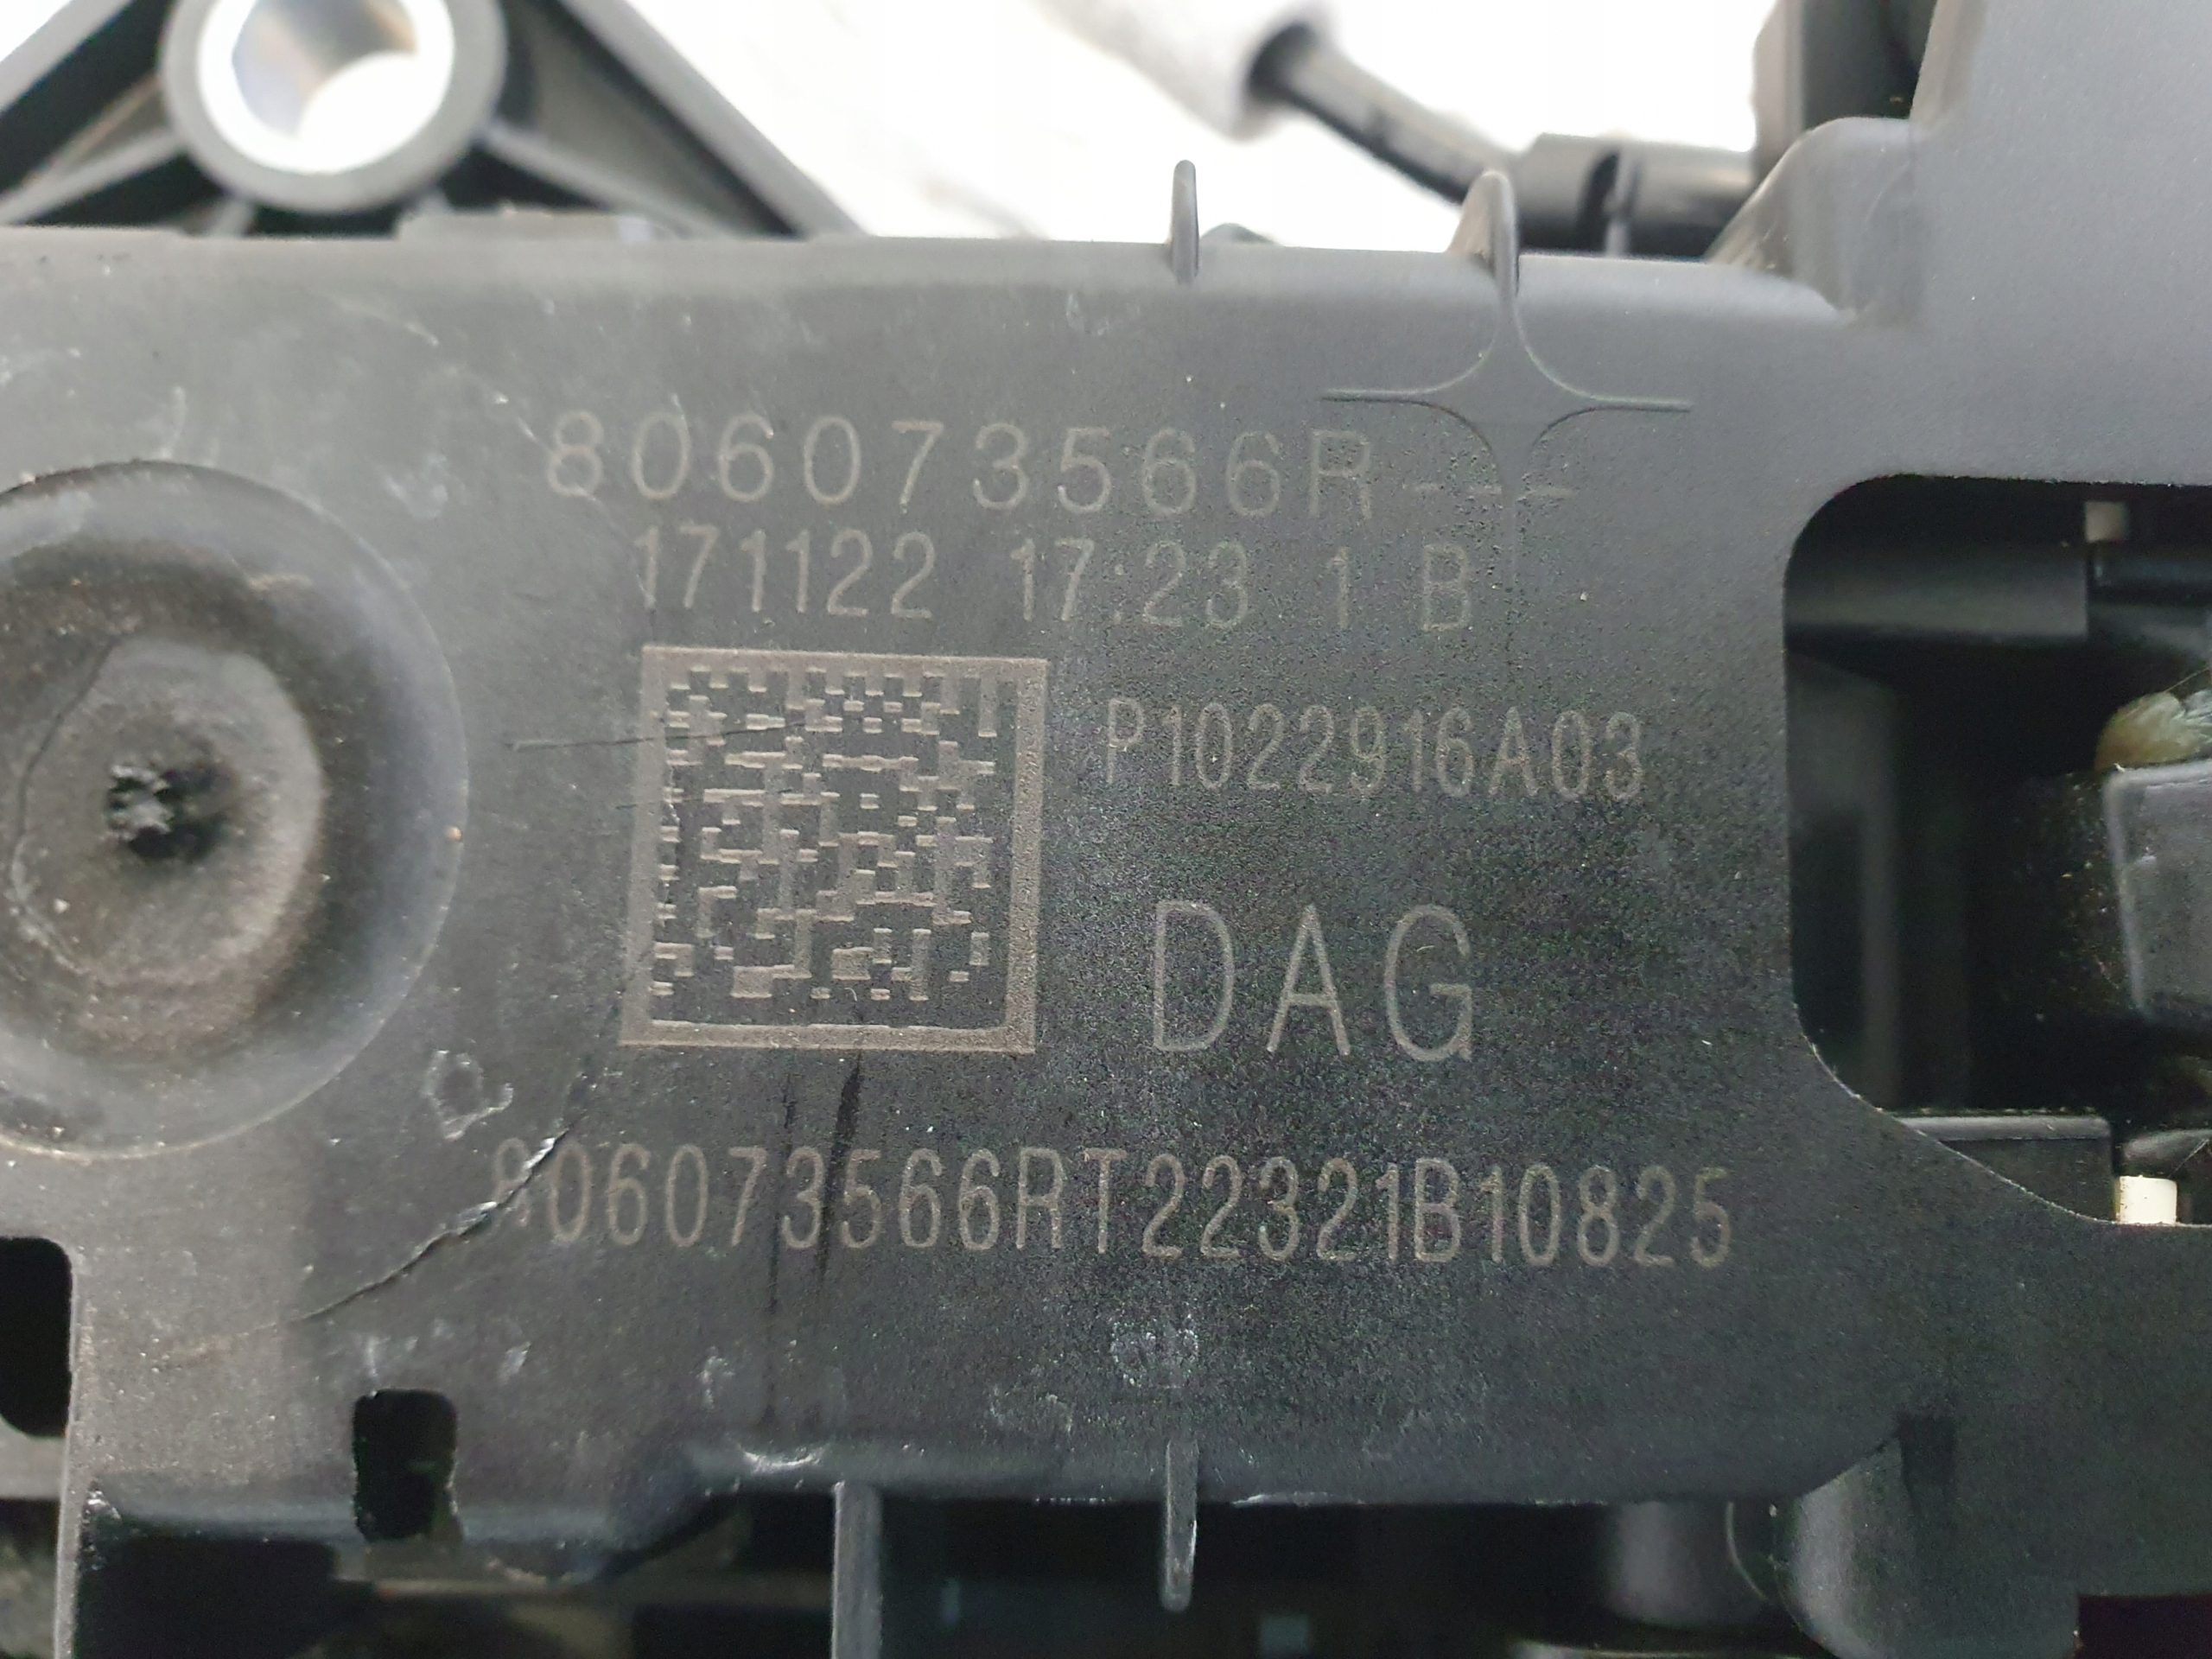 806073566R---
171122 17:23 1 B
P1022916A03
DAG
806073566RT22321B10825